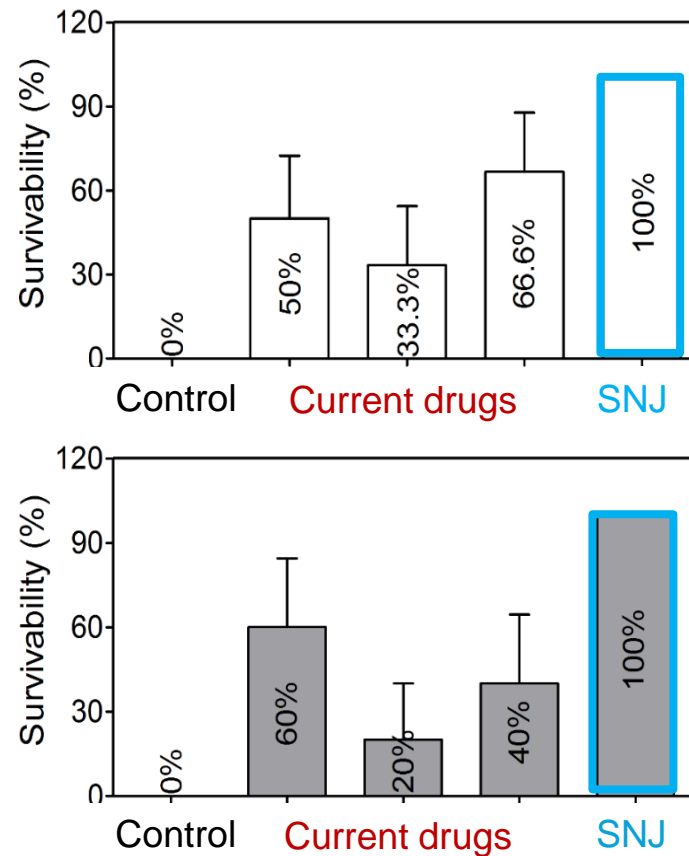 Survivability (%)
120
90
60
30
0
0%
50%
33.3%
66.6%
100%
Control
Current drugs
SNJ
Survivability (%)
120
90
60
30
0
0%
60%
20%
40%
100%
Control
Current drugs
SNJ